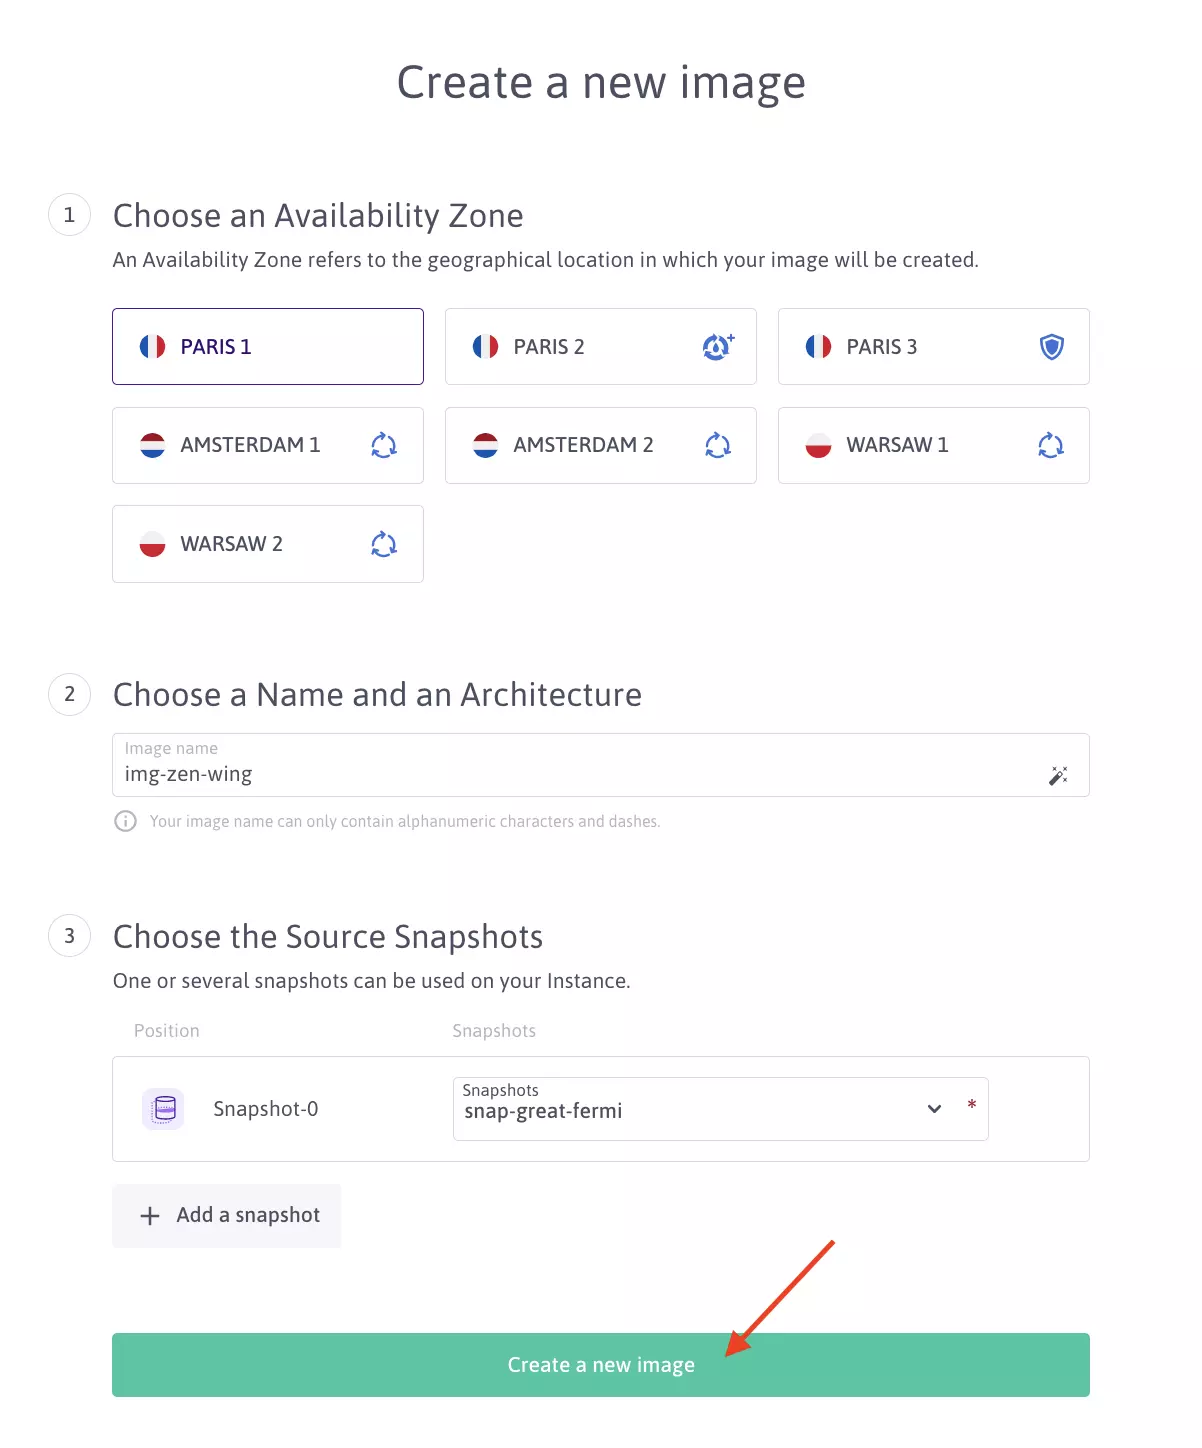 Create a new image
1
Choose an Availability Zone
An Availability Zone refers to the geographical location in which your image will be created.
PARIS 1
PARIS 2
PARIS 3
AMSTERDAM 1
AMSTERDAM 2
WARSAW 1
WARSAW 2
2
Choose a Name and an Architecture
Image name
img-zen-wing
Your image name can only contain alphanumeric characters and dashes.
3
Choose the Source Snapshots
One or several snapshots can be used on your Instance.
Position
Snapshots
Snapshot-0
Snapshots
snap-great-fermi
*
+ Add a snapshot
Create a new image